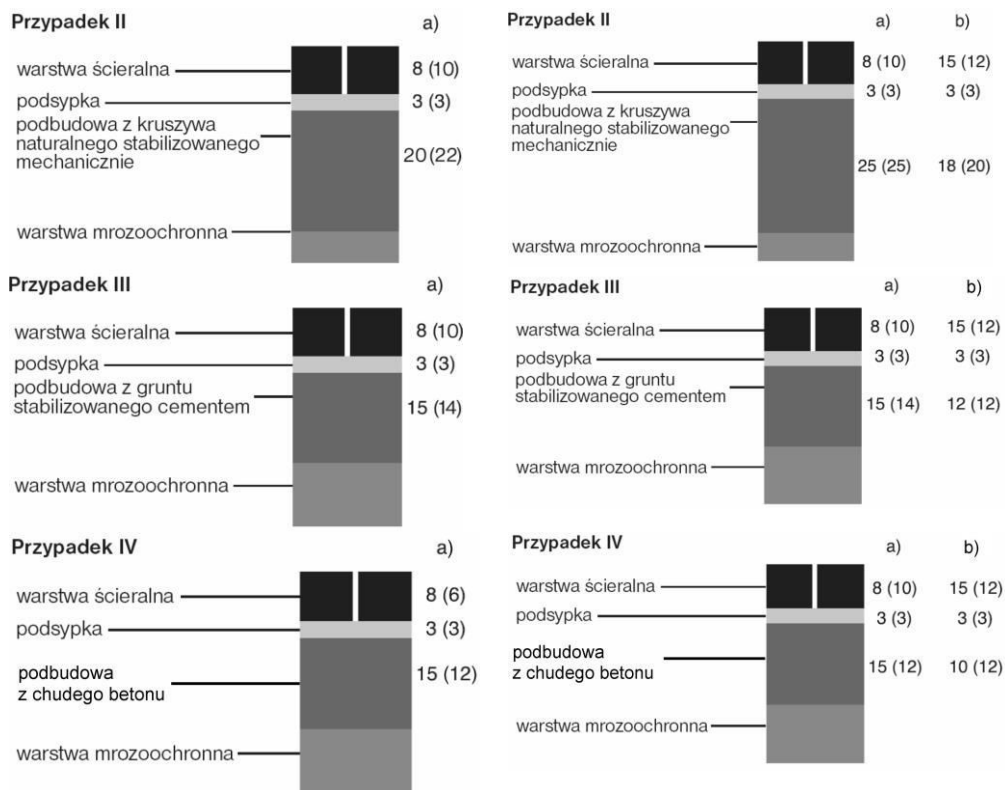 Przypadek II
a)
warstwa ścieralna
8 (10)
podsypka
3 (3)
podbudowa z kruszywa
naturalnego stabilizowanego
mechanicznie
20 (22)
warstwa mrozoochronna
Przypadek II
a) b)
warstwa ścieralna
8 (10) 15 (12)
podsypka
3 (3) 3 (3)
podbudowa z kruszywa
naturalnego stabilizowanego
mechanicznie
25 (25) 18 (20)
warstwa mrozoochronna
Przypadek III
a)
warstwa ścieralna
8 (10)
podsypka
3 (3)
podbudowa z gruntu
stabilizowanego cementem
15 (14)
warstwa mrozoochronna
Przypadek III
a) b)
warstwa ścieralna
8 (10) 15 (12)
podsypka
3 (3) 3 (3)
podbudowa z gruntu
stabilizowanego cementem
15 (14) 12 (12)
warstwa mrozoochronna
Przypadek IV
a)
warstwa ścieralna
8 (6)
podsypka
3 (3)
podbudowa
z chudego betonu
15 (12)
warstwa mrozoochronna
Przypadek IV
a) b)
warstwa ścieralna
8 (10) 15 (12)
podsypka
3 (3) 3 (3)
podbudowa
z chudego betonu
15 (12) 10 (12)
warstwa mrozoochronna